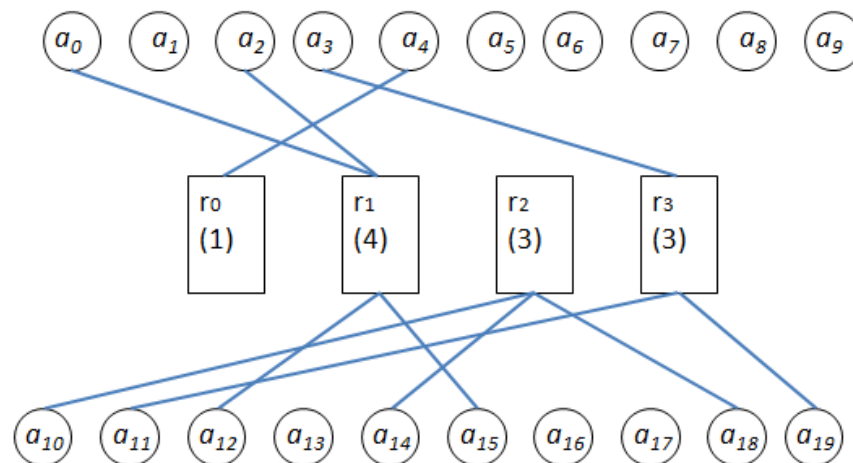 a0 a1 a2 a3 a4 a5 a6 a7 a8 a9
r0 r1 r2 r3
(1) (4) (3) (3)
a10 a11 a12 a13 a14 a15 a16 a17 a18 a19